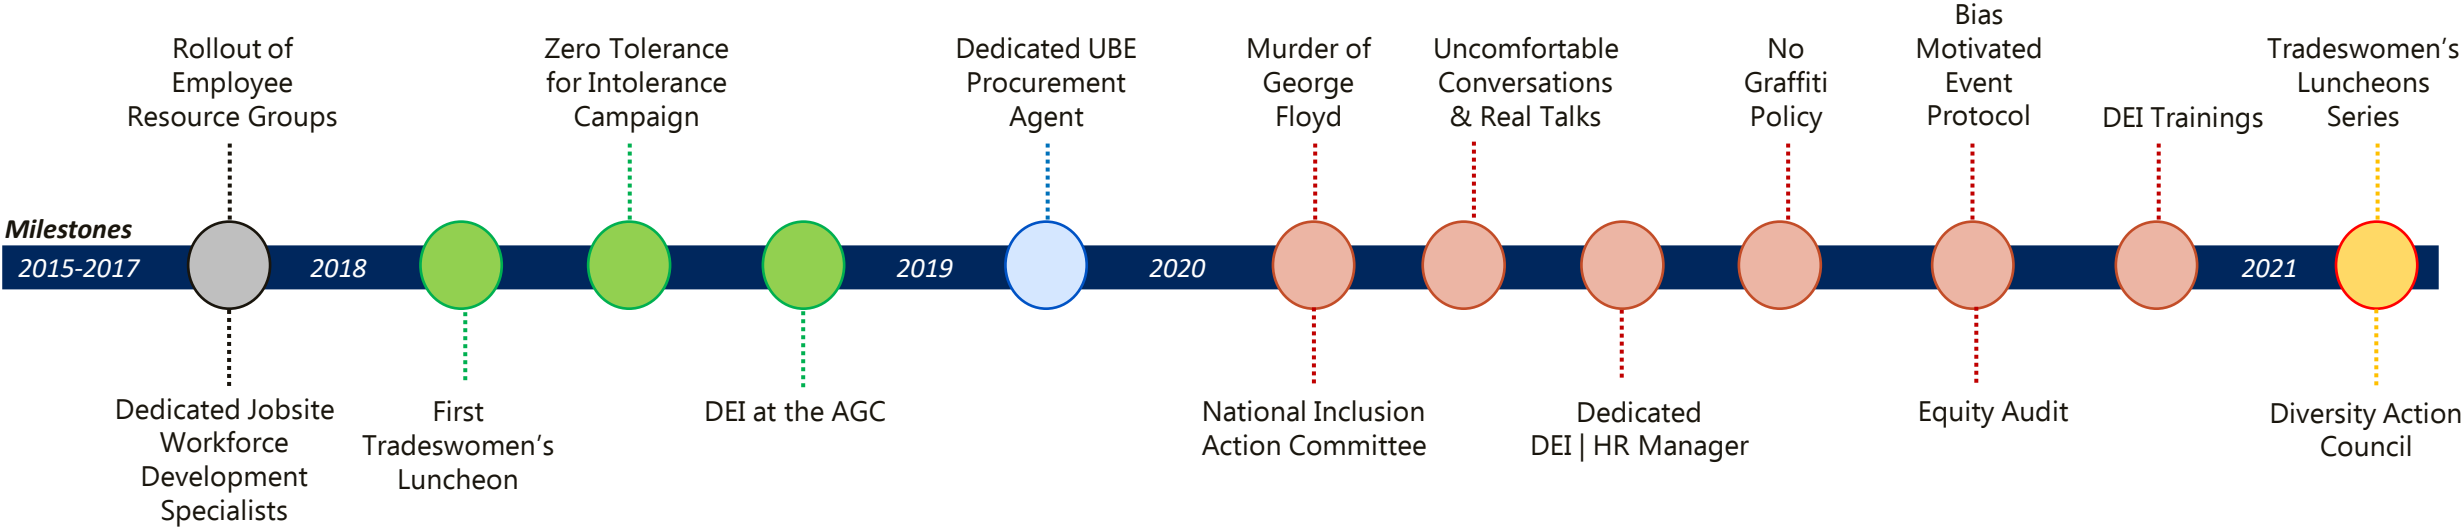 Rollout of
Employee
Resource Groups
Zero Tolerance
for Intolerance
Campaign
Dedicated UBE
Procurement
Agent
Murder of
George
Floyd
Uncomfortable
Conversations
& Real Talks
No
Graffiti
Policy
Bias
Motivated
Event
Protocol
DEI Trainings
Tradeswomen’s
Luncheons
Series
Milestones
2015-2017
2018
2019
2020
2021
Dedicated Jobsite
Workforce
Development
Specialists
First
Tradeswomen’s
Luncheon
DEI at the AGC
National Inclusion
Action Committee
Dedicated
DEI | HR Manager
Equity Audit
Diversity Action
Council